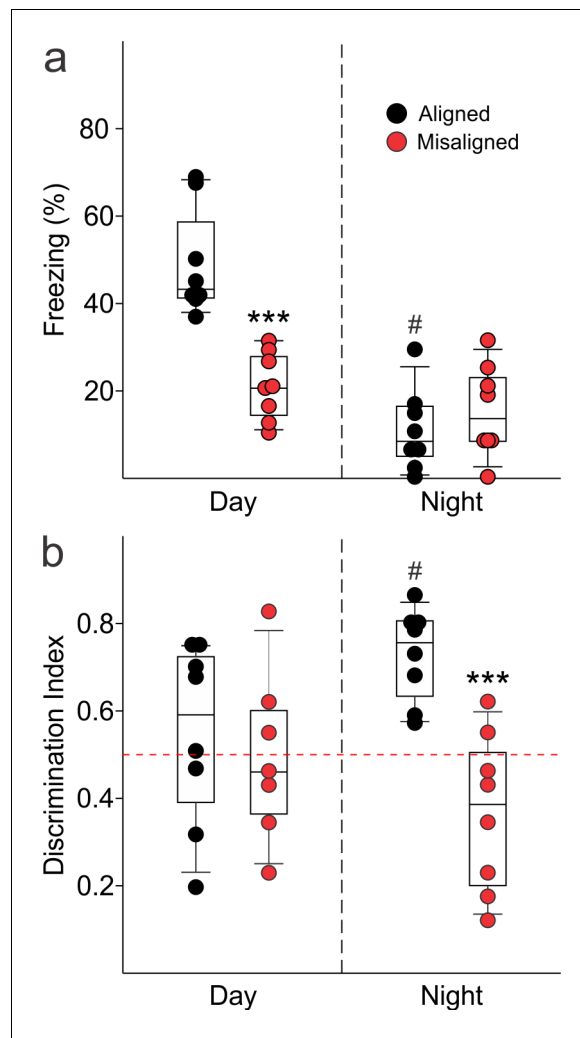 a
Aligned
Misaligned
Freezing (%)
80
60
40
20
***
#
Day
Night
b
Discrimination Index
0.8
0.6
0.4
0.2
#
***
Day
Night